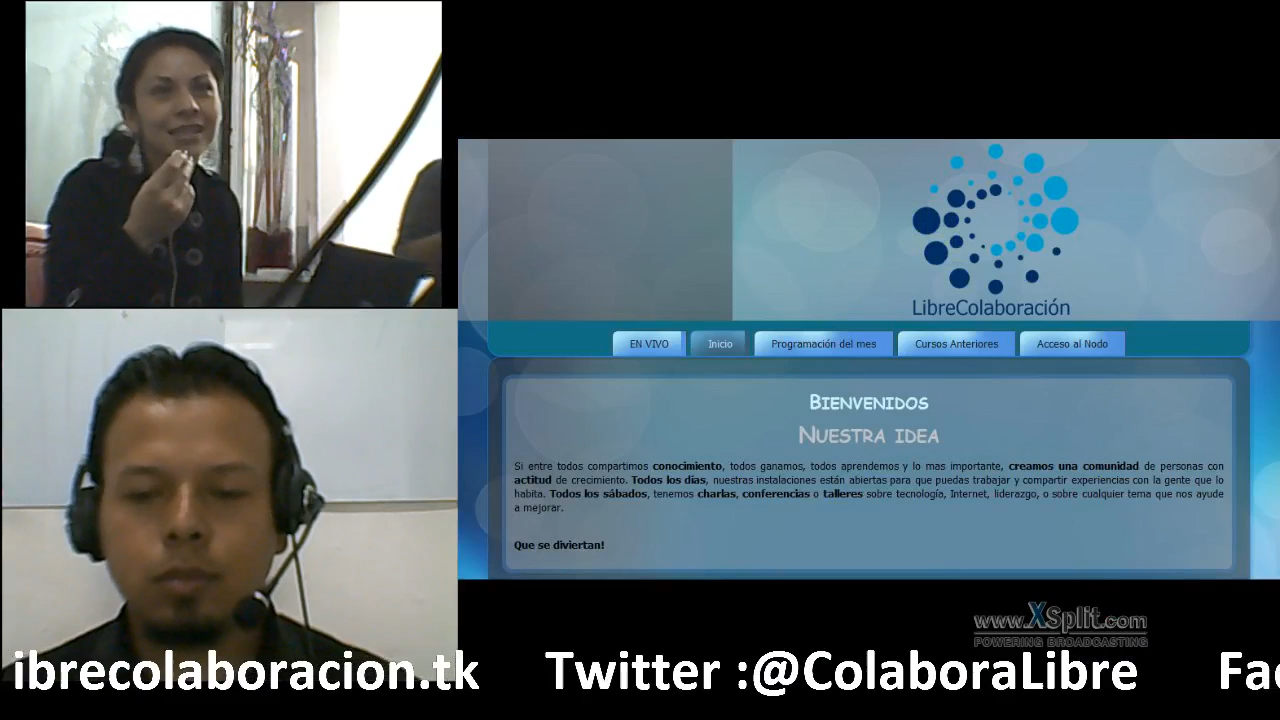 LibreColaboración
EN VIVO
Inicio
Programación del mes
Cursos Anteriores
Acceso al Nodo
BIENVENIDOS
NUESTRA IDEA
Si entre todos compartimos conocimiento, todos ganamos, todos aprendemos y lo mas importante, creamos una comunidad de personas con
actitud de crecimiento. Todos los días, nuestras instalaciones están abiertas para que puedas trabajar y compartir experiencias con la gente que lo
habita. Todos los sábados, tenemos charlas, conferencias o talleres sobre tecnología, Internet, liderazgo, o sobre cualquier tema que nos ayude
a mejorar.
Que se diviertan!
www.XSplit.com
POWERING BROADCASTING
ibrecolaboracion.tk Twitter :@ColaboraLibre Fac